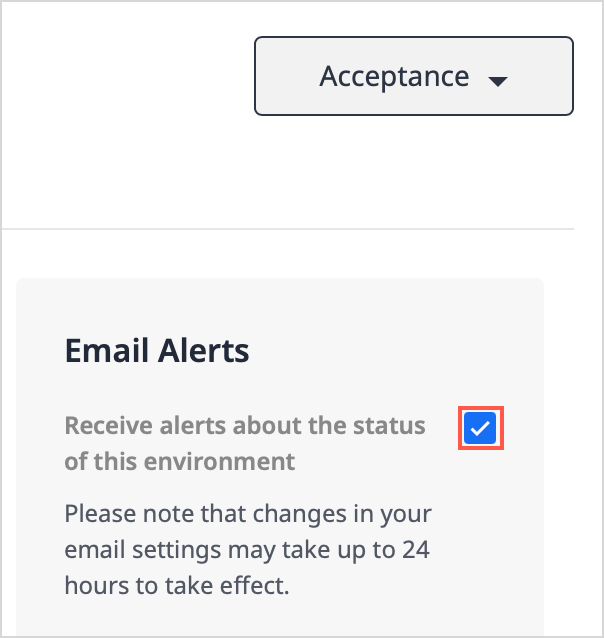 Acceptance
Email Alerts
Receive alerts about the status
of this environment
Please note that changes in your
email settings may take up to 24
hours to take effect.